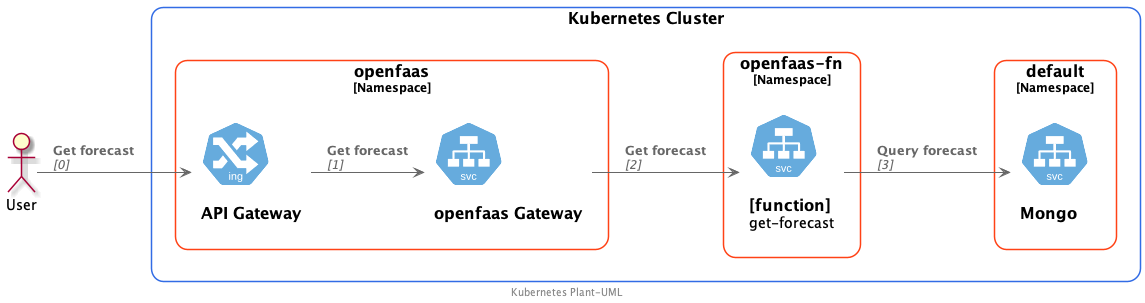 Kubernetes Cluster
openfaas
[Namespace]
openfaas-fn
[Namespace]
default
[Namespace]
Get forecast
[0]
Get forecast
[1]
Get forecast
[2]
Query forecast
[3]
ing
svc
svc
svc
User
API Gateway
openfaas Gateway
[function]
get-forecast
Mongo
Kubernetes Plant-UML